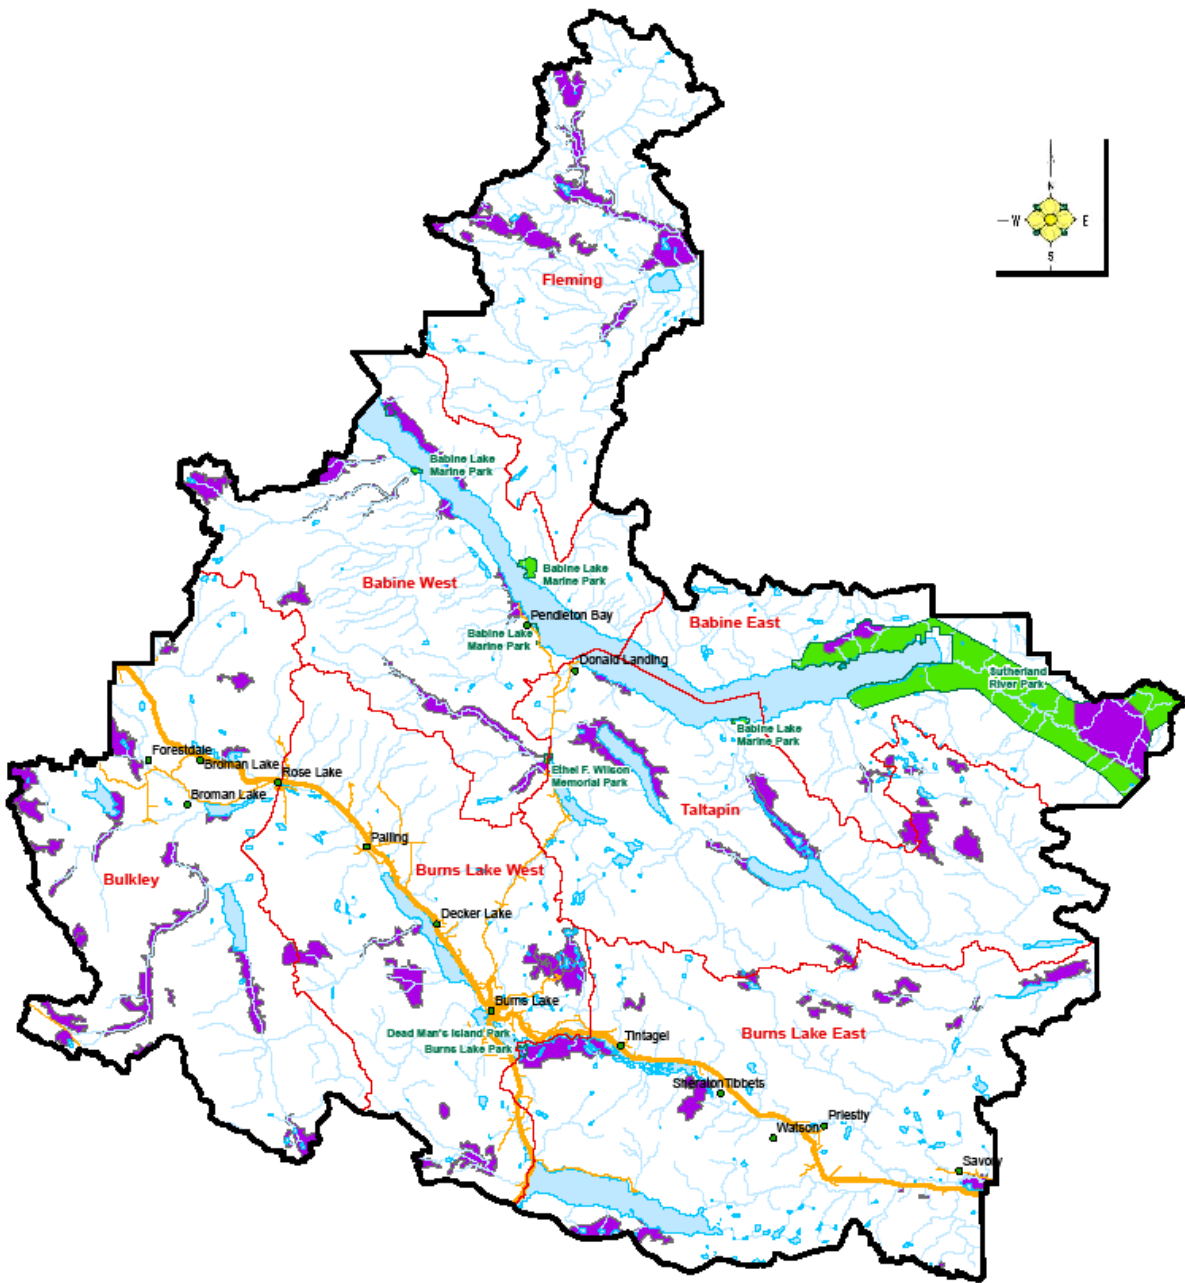 N
W
E
S
Fleming
Babine Lake
Marine Park
Babine West
Babine Lake
Marine Park
Pendleton Bay
Babine East
Babine Lake
Marine Park
Donald Landing
Sutherland
River Park
Babine Lake
Marine Park
Forestdale
Broman Lake
Rose Lake
Ethel F. Wilson
Memorial Park
Broman Lake
Taltapin
Palling
Bulkley
Burns Lake West
Decker Lake
Burns Lake
Dead Man's Island Park
Burns Lake Park
Tintagel
Burns Lake East
Sheraton
Tibbets
Priestly
Watson
Savory